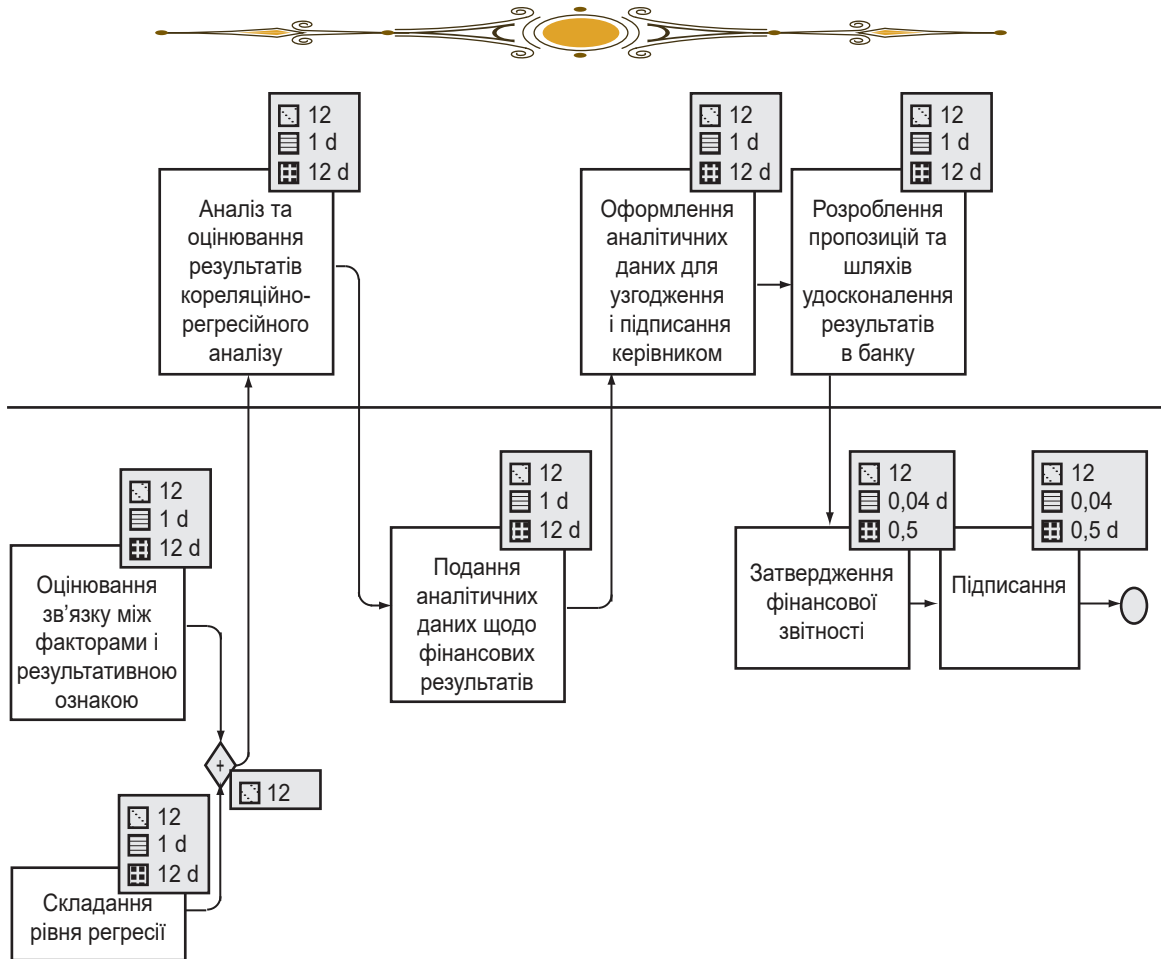 12
1 d
12 d
Аналіз та
оцінювання
результатів
кореляційно-
регресійного
аналізу
12
1 d
12 d
Оформлення
аналітичних
даних для
узгодження
і підписання
керівником
12
1 d
12 d
Розроблення
пропозицій та
шляхів
удосконалення
результатів
в банку
12
1 d
12 d
Оцінювання
зв’язку між
факторами і
результативною
ознакою
12
1 d
12 d
Подання
аналітичних
даних щодо
фінансових
результатів
12
0,04 d
0,5
Затвердження
фінансової
звітності
12
0,04
0,5 d
Підписання
+
12
12
1 d
12 d
Складання
рівня регресії